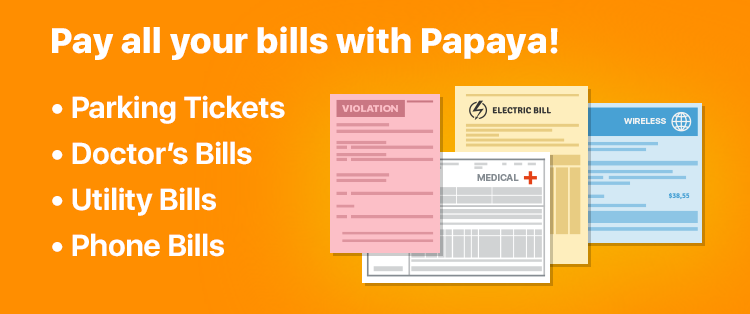 Pay all your bills with Papaya!
• Parking Tickets
• Doctor's Bills
• Utility Bills
• Phone Bills
VIOLATION
ELECTRIC BILL
WIRELESS
MEDICAL
$38,55